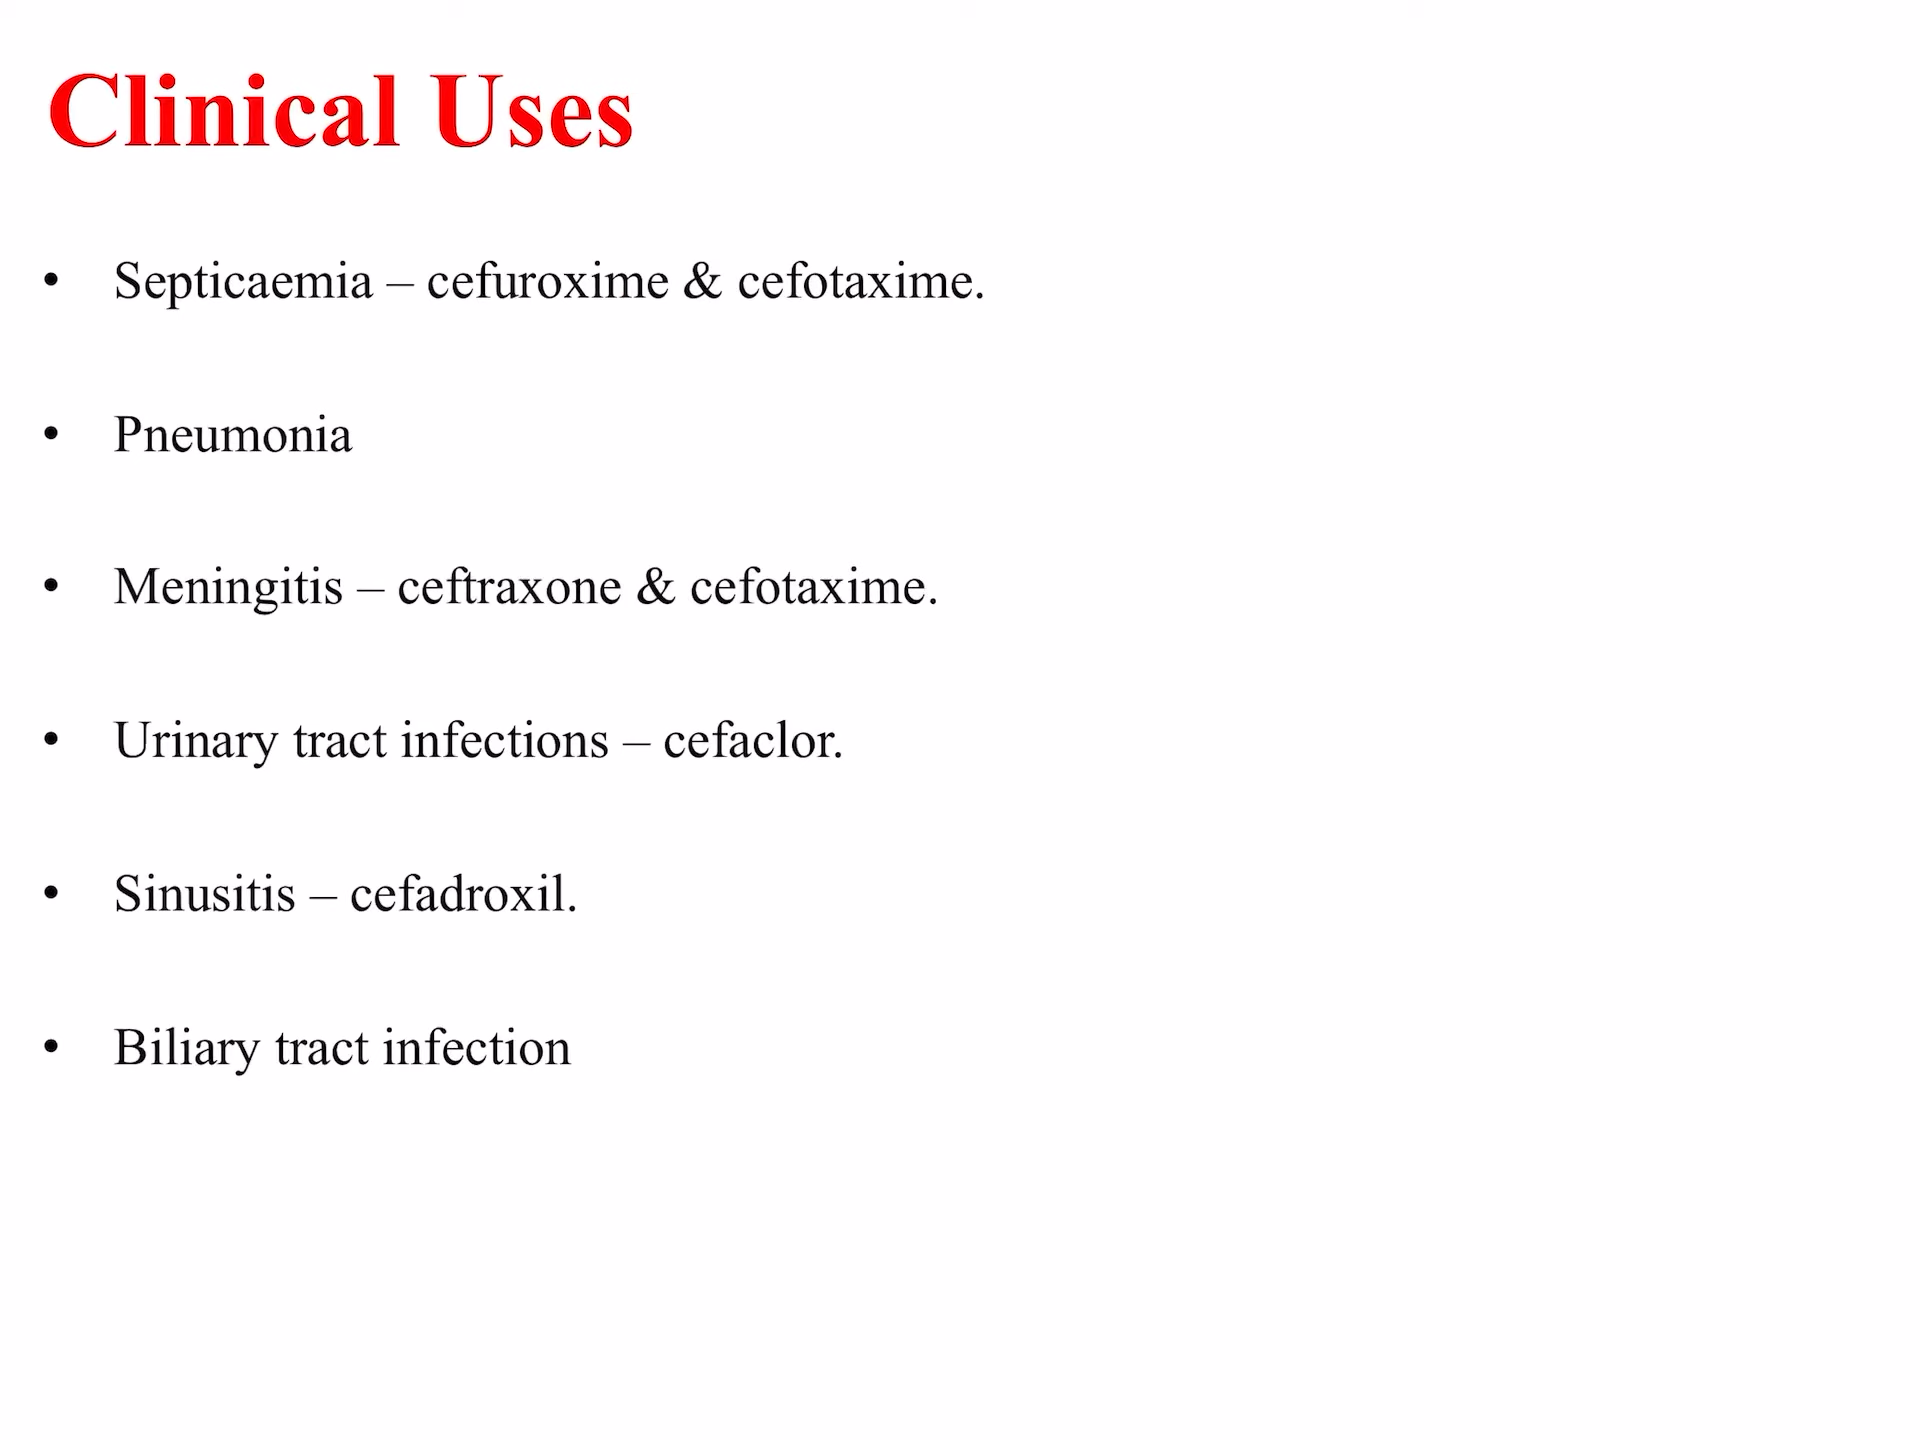 Clinical Uses
• Septicaemia – cefuroxime & cefotaxime.
• Pneumonia
• Meningitis – ceftraxone & cefotaxime.
• Urinary tract infections – cefaclor.
• Sinusitis – cefadroxil.
• Biliary tract infection